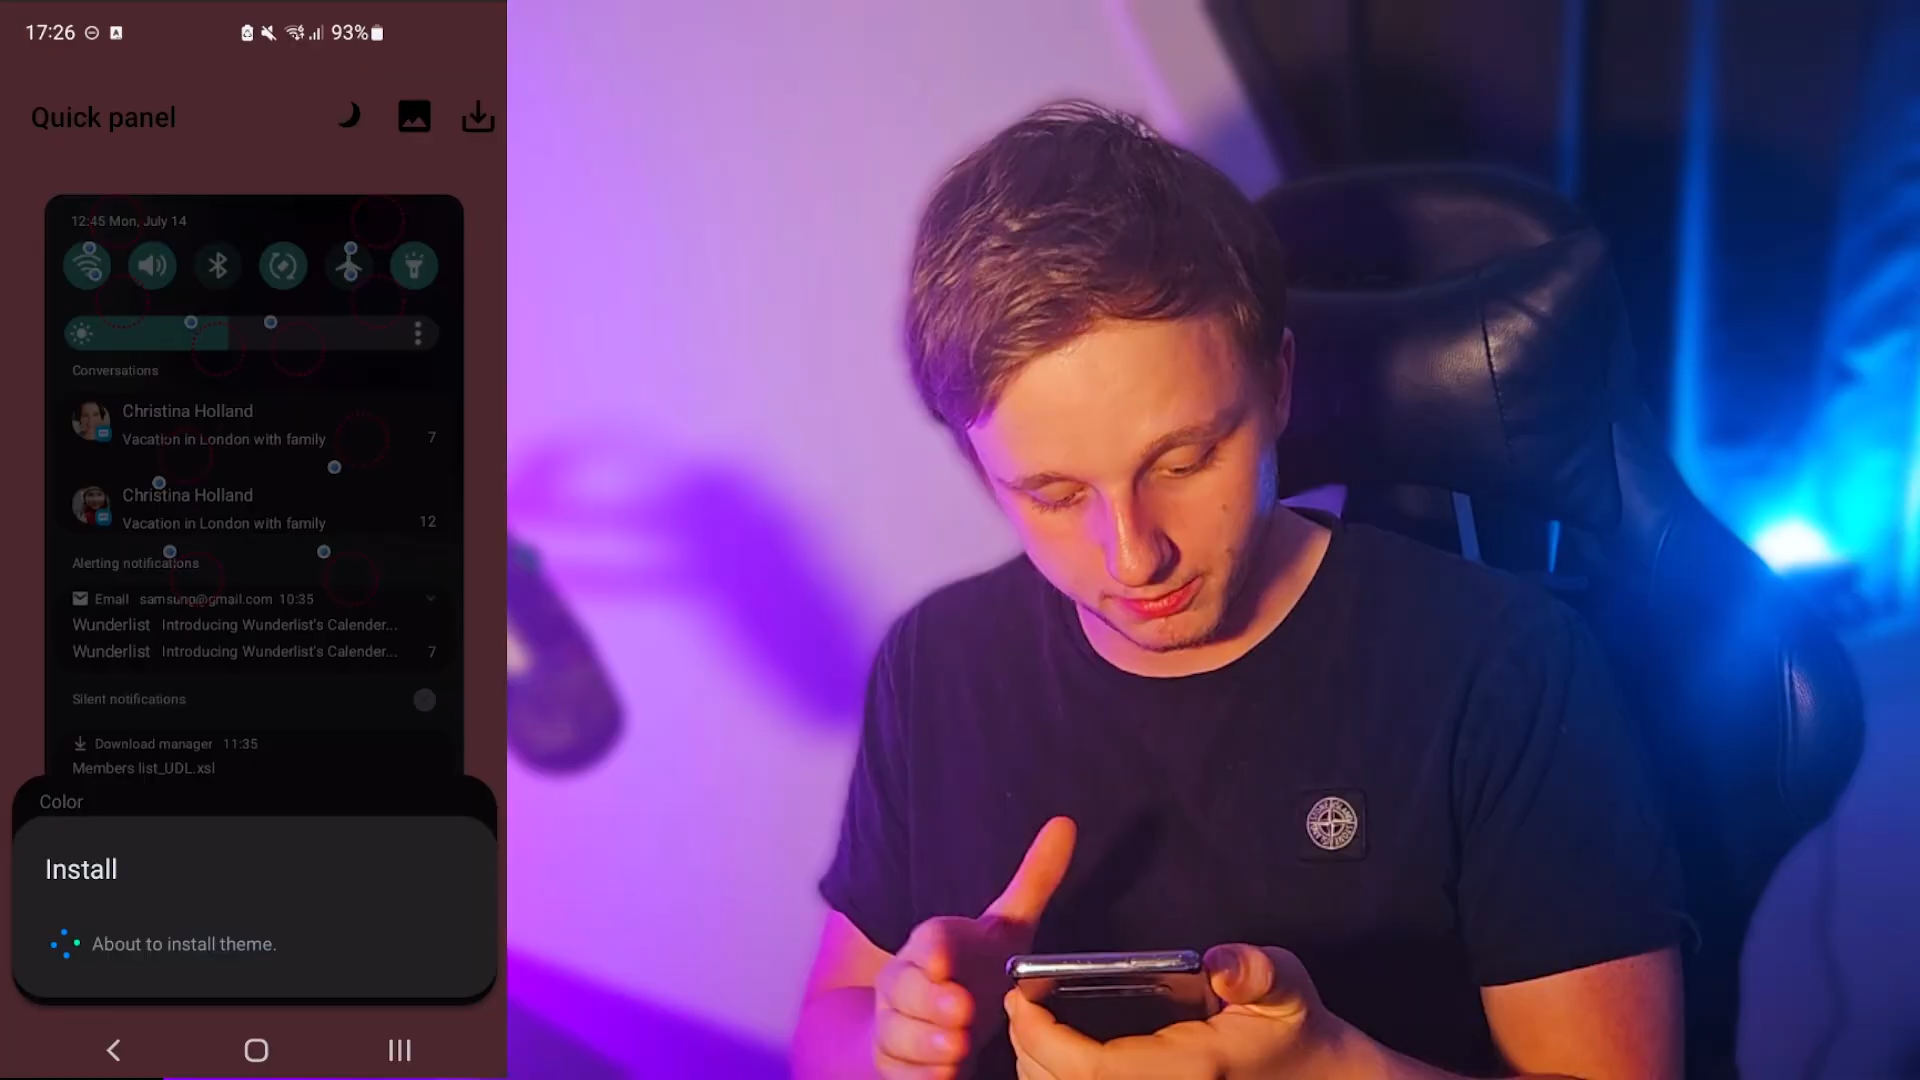 17:26 93%
Quick panel
12:45 Mon, July 14
Conversations
Christina Holland
Vacation in London with family 7
Christina Holland
Vacation in London with family 12
Alerting notifications
Email samsung@gmail.com 10:35
Wunderlist Introducing Wunderlist's Calender...
Wunderlist Introducing Wunderlist's Calender... 7
Silent notifications
Download manager 11:35
Members list_UDL.xsl
Color
Install
About to install theme.